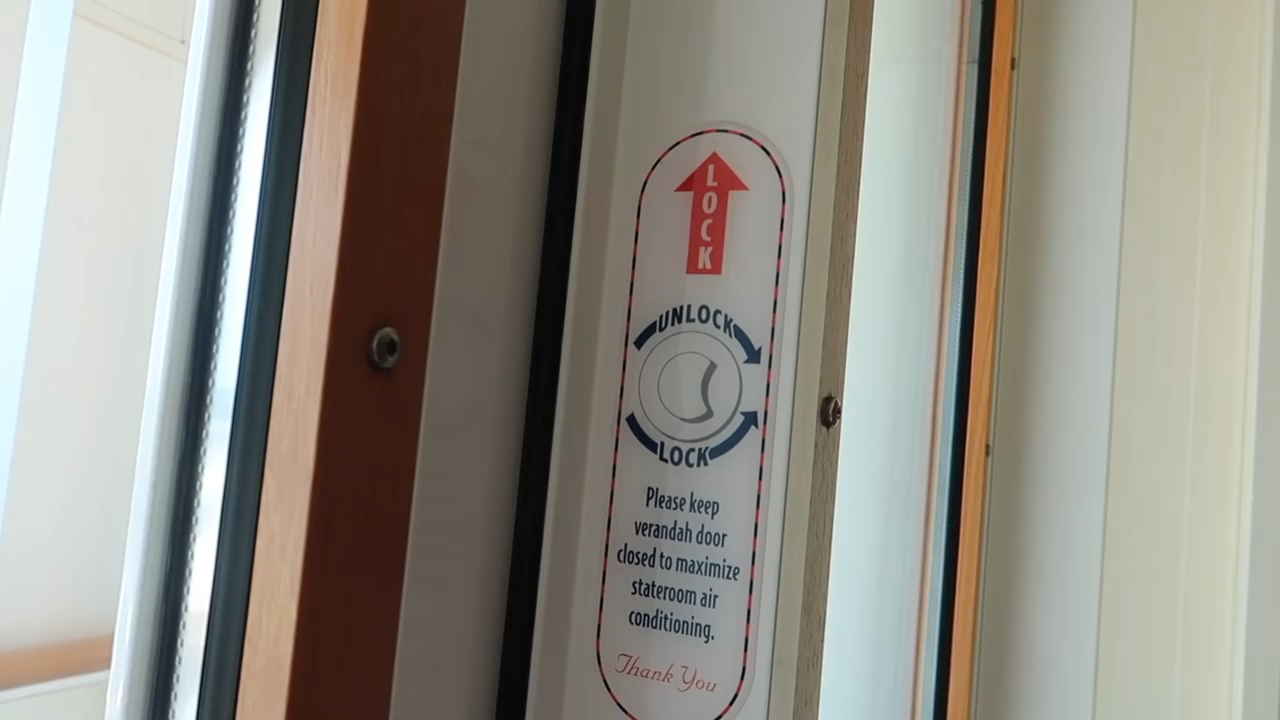 LOCK
UNLOCK
LOCK
Please keep
verandah door
closed to maximize
stateroom air
conditioning.
Thank You